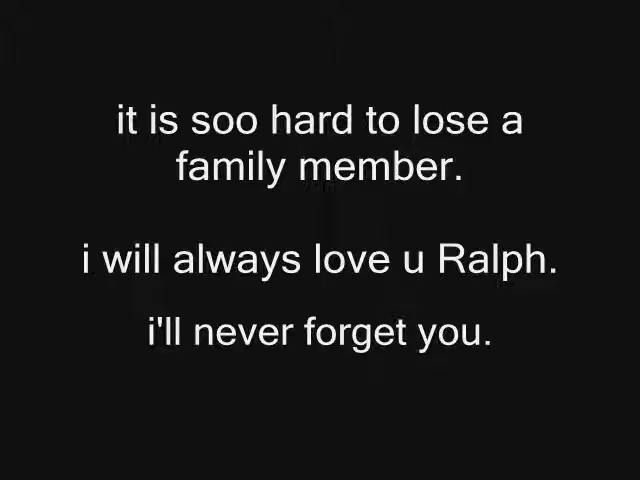 it is soo hard to lose a
family member.
i will always love u Ralph.
i'll never forget you.